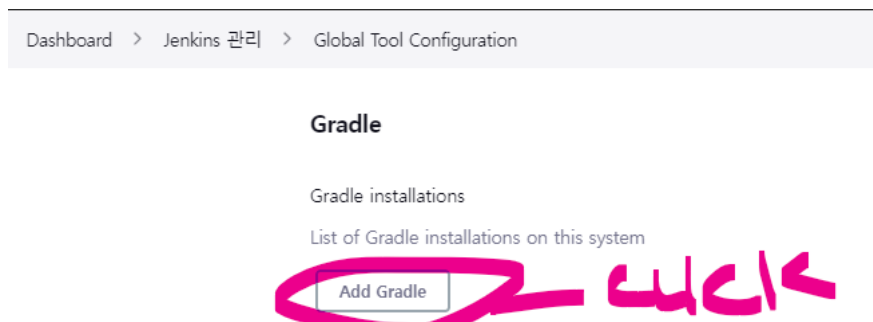 Dashboard > Jenkins 관리 > Global Tool Configuration
Gradle
Gradle installations
List of Gradle installations on this system
Add Gradle
click